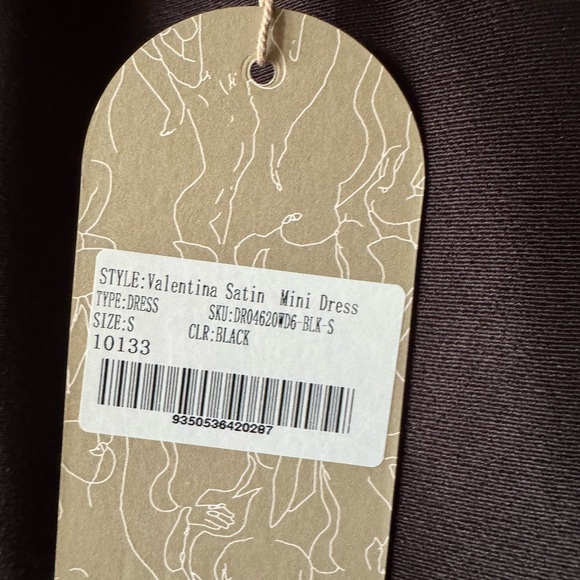 STYLE:Valentina Satin Mini Dress
TYPE:DRESS SKU:DR04620WD6-BLK-S
SIZE:S CLR:BLACK
10133
9350536420287